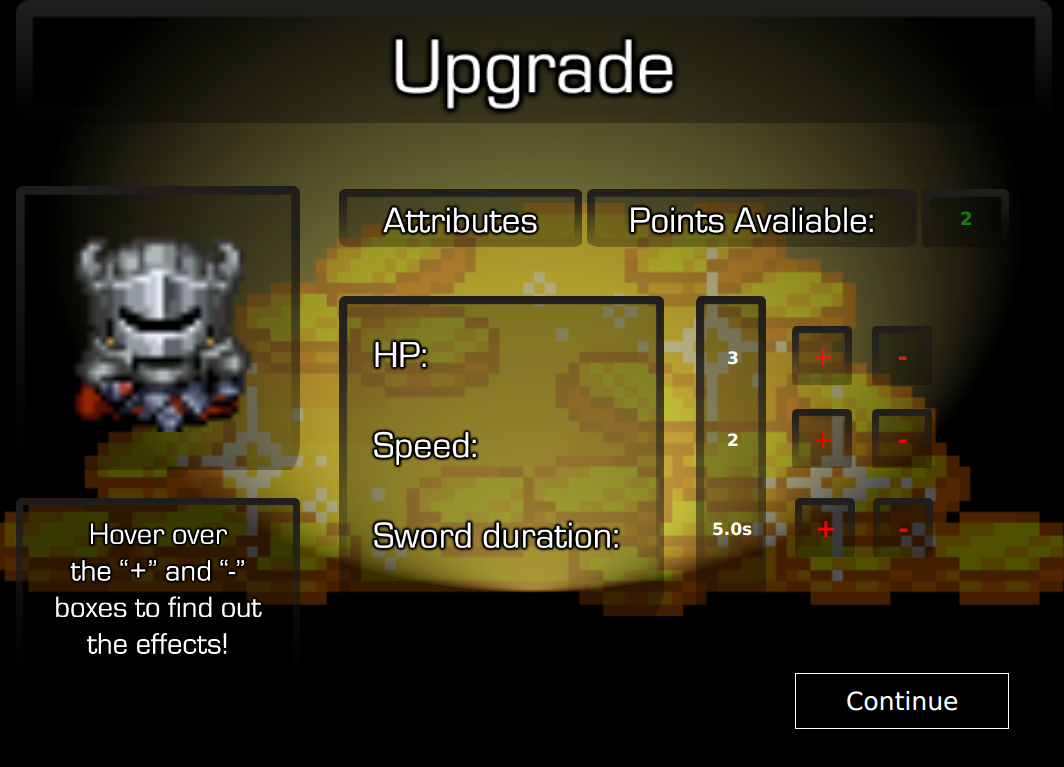 Upgrade
Attributes
Points Avaliable:
2
HP:
3
+
-
Speed:
2
+
-
Sword duration:
5.0s
+
-
Hover over
the “+” and “-”
boxes to find out
the effects!
Continue